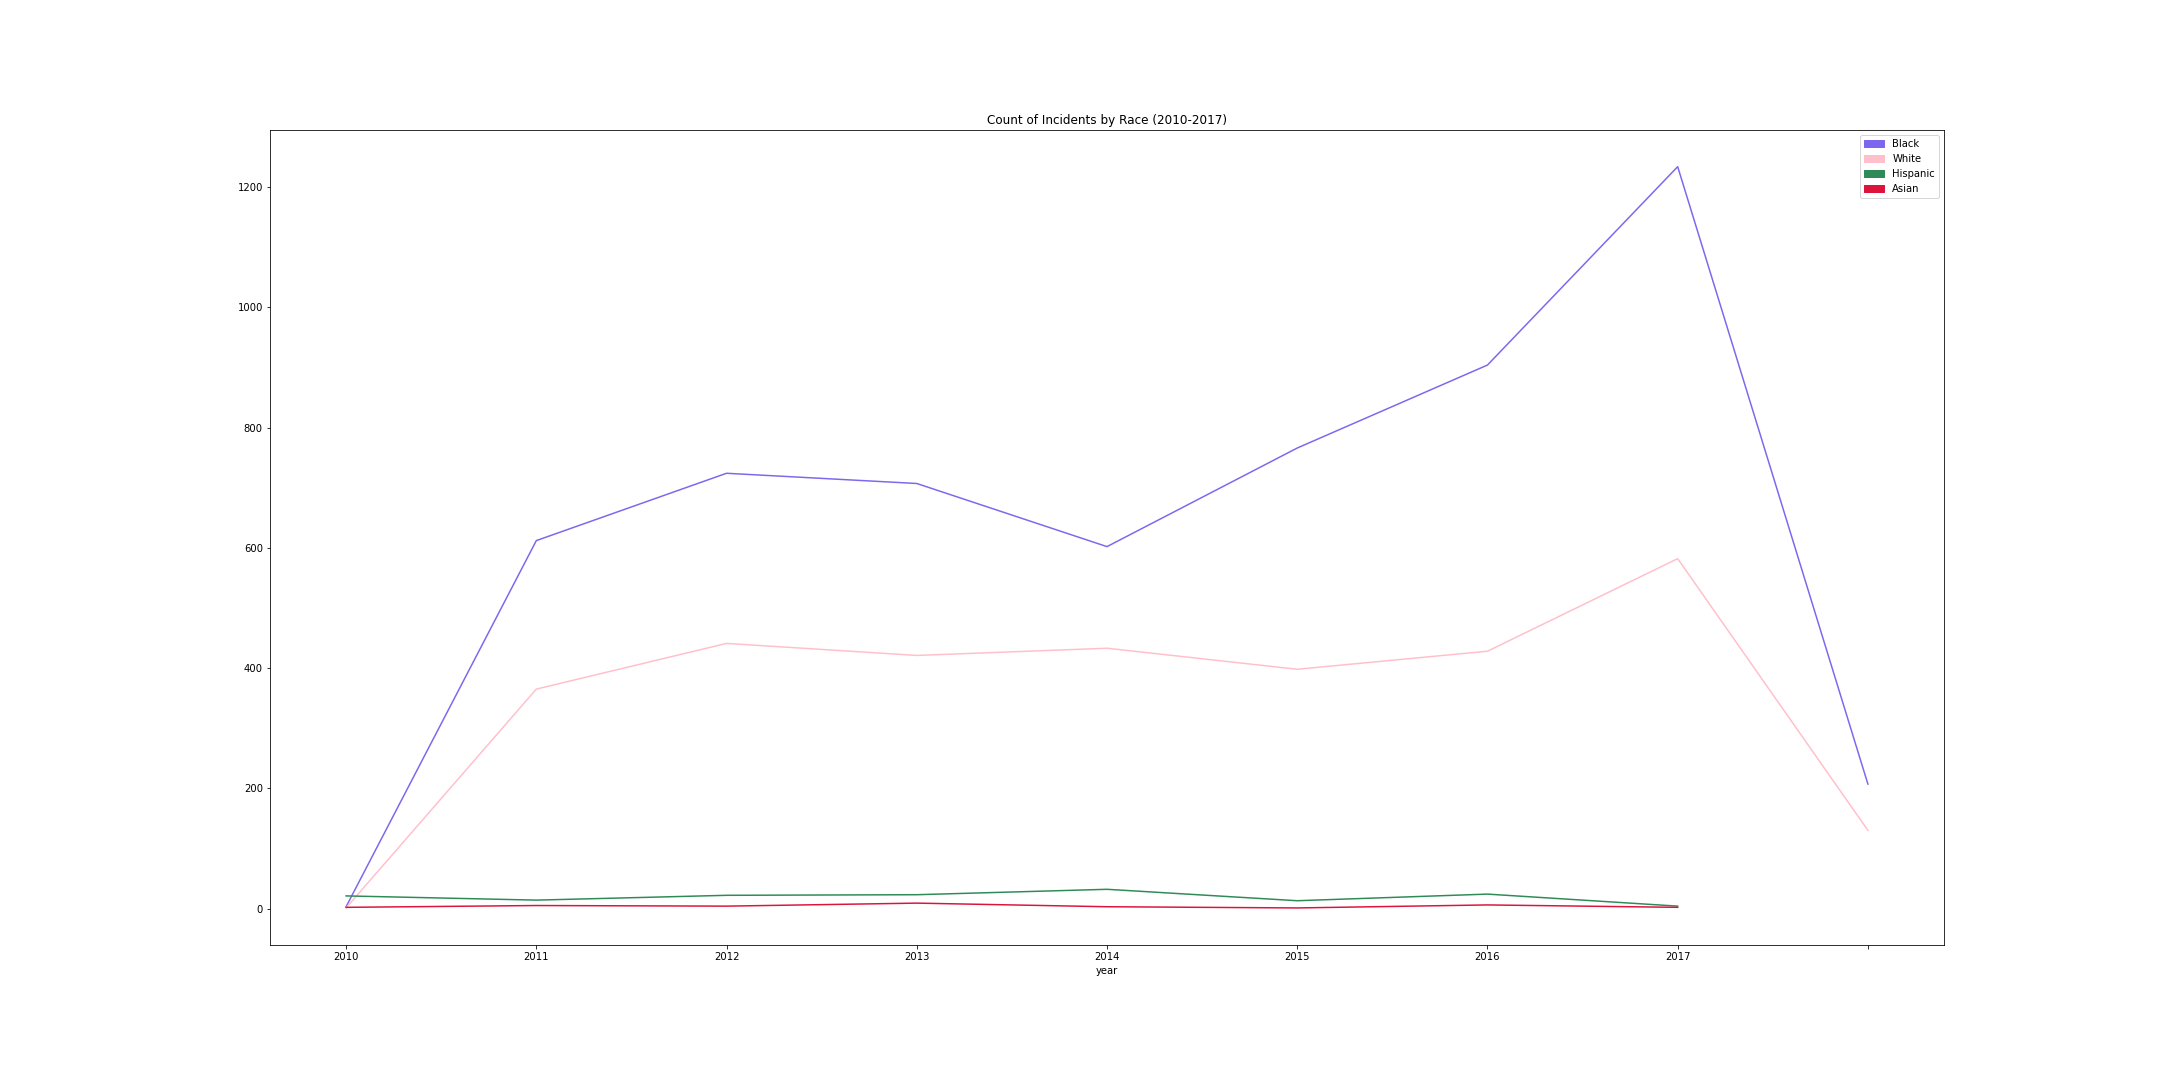 Count of Incidents by Race (2010-2017)
Black
White
Hispanic
Asian
1200
1000
800
600
400
200
0
2010 2011 2012 2013 2014 2015 2016 2017
year